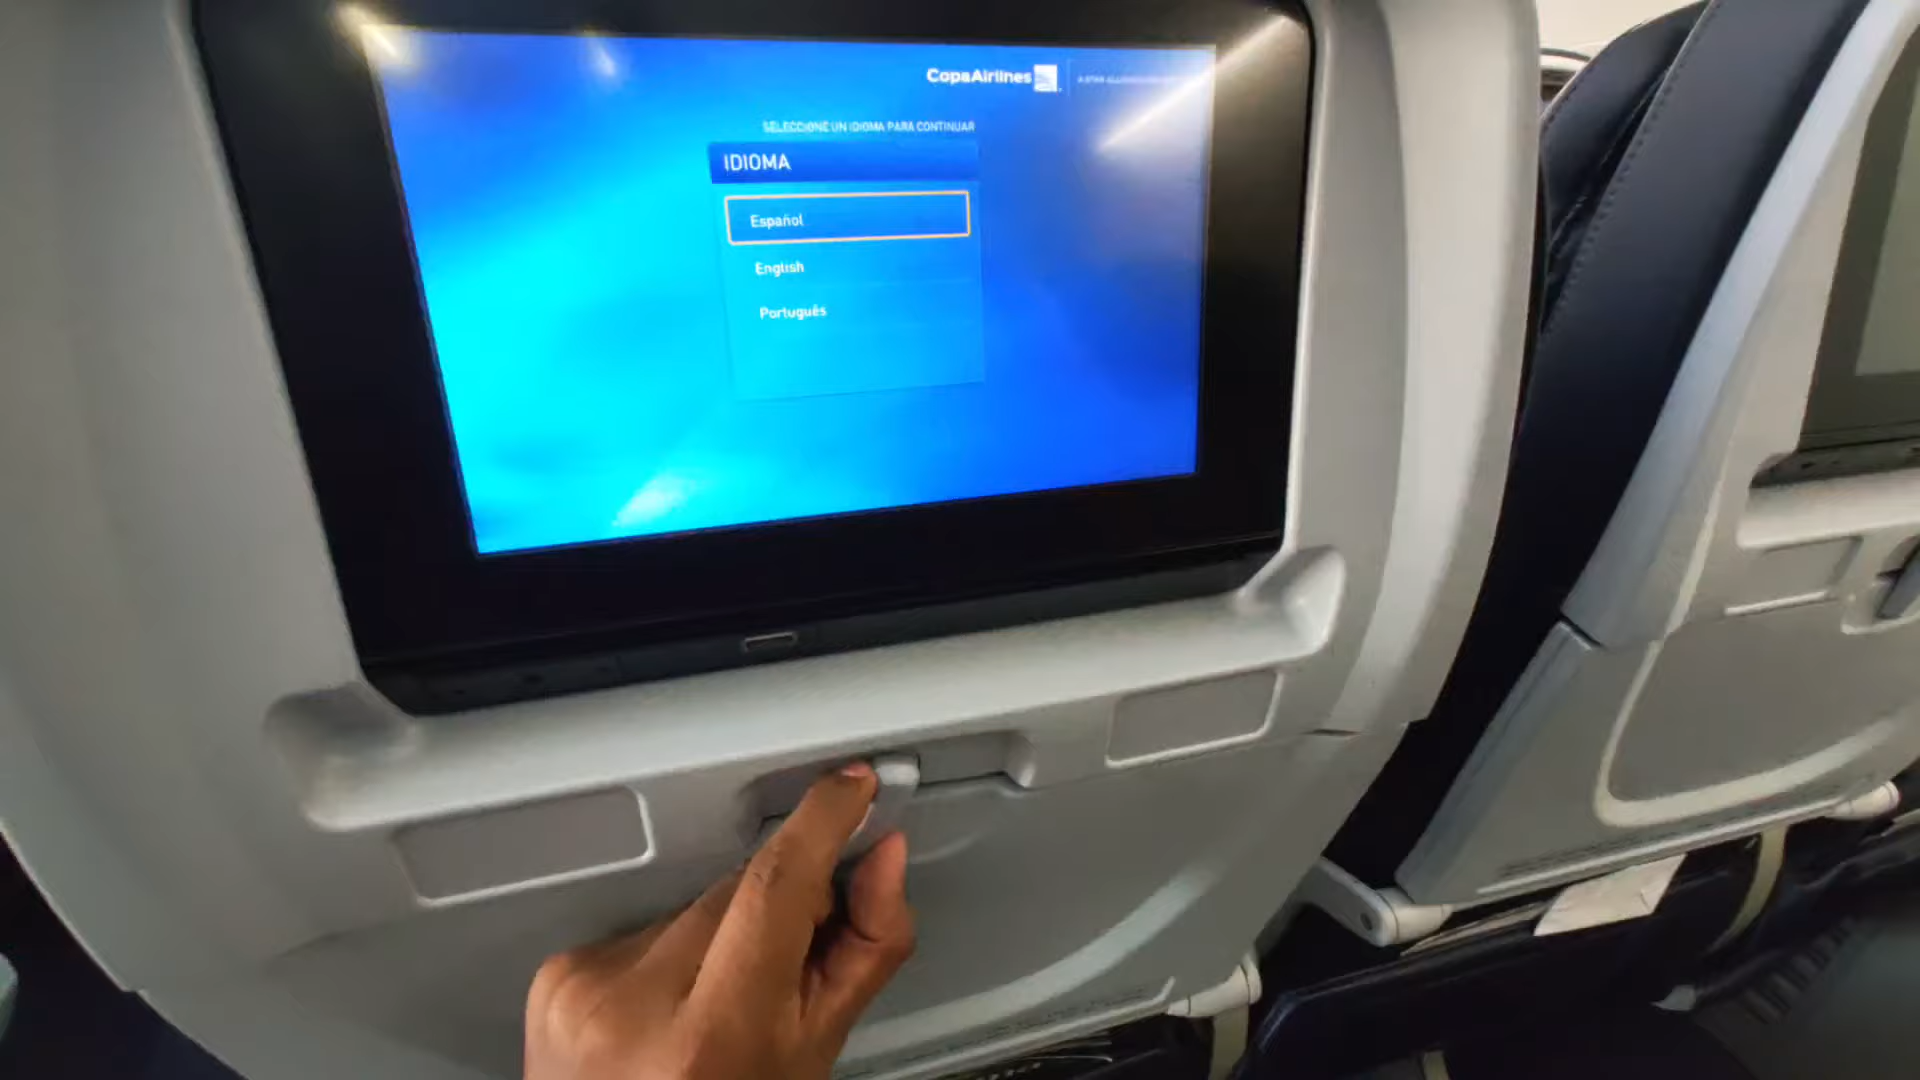 CopaAirlines
SELECCIONE UN IDIOMA PARA CONTINUAR
IDIOMA
Español
English
Português